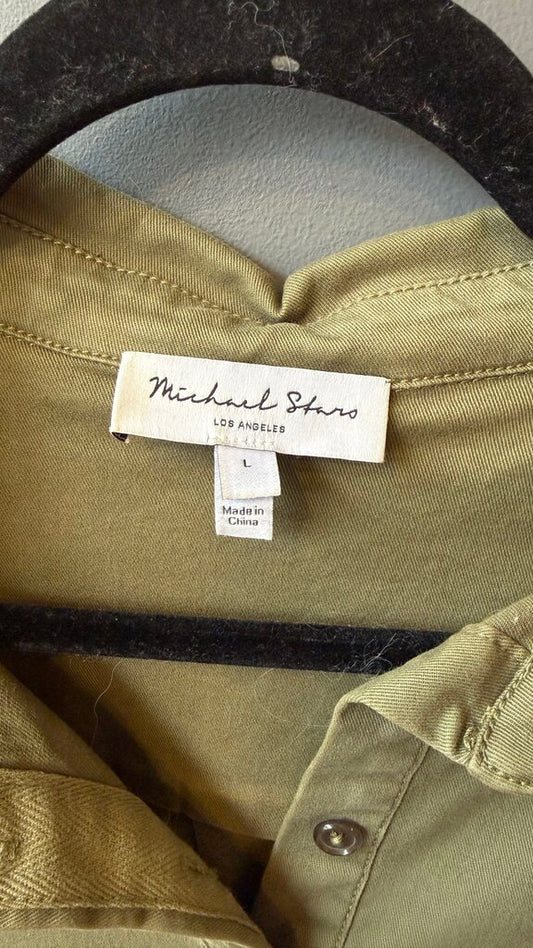 Michael Stars
LOS ANGELES
L
Made in
China